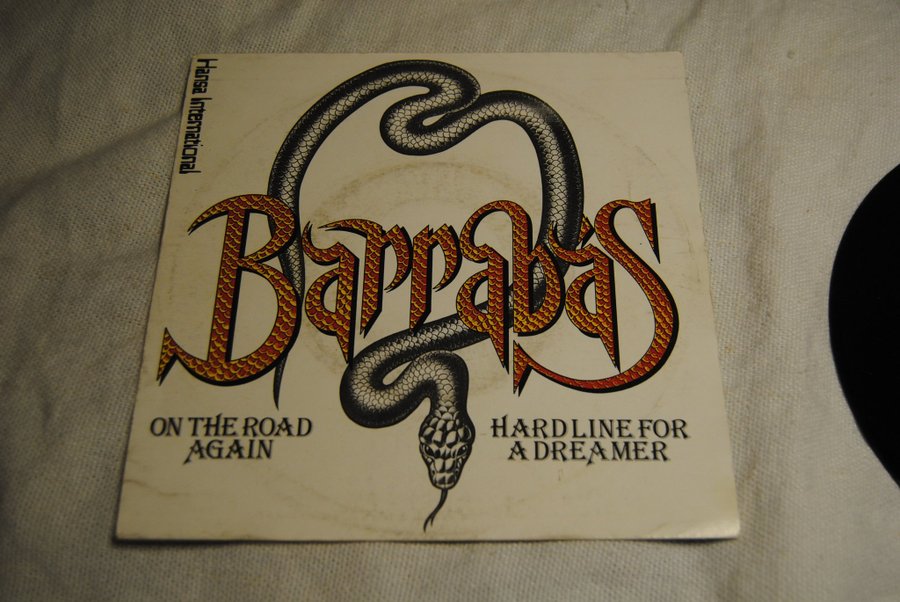 Hansa International
Barrabás
ON THE ROAD
AGAIN
HARD LINE FOR
A DREAMER